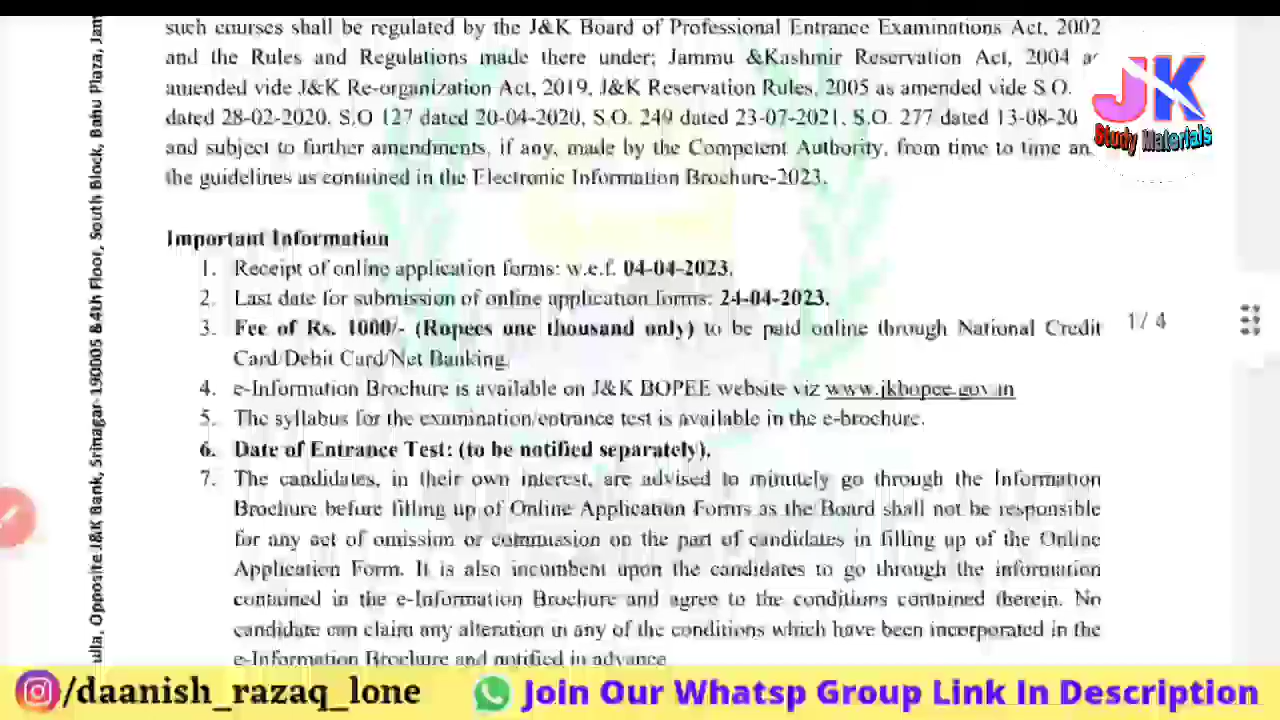 such courses shall be regulated by the J&K Board of Professional Entrance Examinations Act, 2002
and the Rules and Regulations made there under; Jammu &Kashmir Reservation Act, 2004 as
amended vide J&K Re-organization Act, 2019, J&K Reservation Rules, 2005 as amended vide S.O.
dated 28-02-2020, S.O 127 dated 20-04-2020, S.O. 249 dated 23-07-2021, S.O. 277 dated 13-08-20
and subject to further amendments, if any, made by the Competent Authority, from time to time an
the guidelines as contained in the Electronic Information Brochure-2023.
Important Information
1. Receipt of online application forms: w.e.f. 04-04-2023.
2. Last date for submission of online application forms: 24-04-2023.
3. Fee of Rs. 1000/- (Rupees one thousand only) to be paid online through National Credit
Card/Debit Card/Net Banking.
4. e-Information Brochure is available on J&K BOPEE website viz www.jkbopee.gov.in
5. The syllabus for the examination/entrance test is available in the e-brochure.
6. Date of Entrance Test: (to be notified separately).
7. The candidates, in their own interest, are advised to minutely go through the Information
Brochure before filling up of Online Application Forms as the Board shall not be responsible
for any act of omission or commission on the part of candidates in filling up of the Online
Application Form. It is also incumbent upon the candidates to go through the information
contained in the e-Information Brochure and agree to the conditions contained therein. No
candidate can claim any alteration in any of the conditions which have been incorporated in the
e-Information Brochure and notified in advance
ulla, Opposite J&K Bank, Srinagar-190005 &4th Floor, South Block, Bahu Plaza, Jam
JK
Study Materials
1/4
/daanish_razaq_lone
Join Our Whatsp Group Link In Description